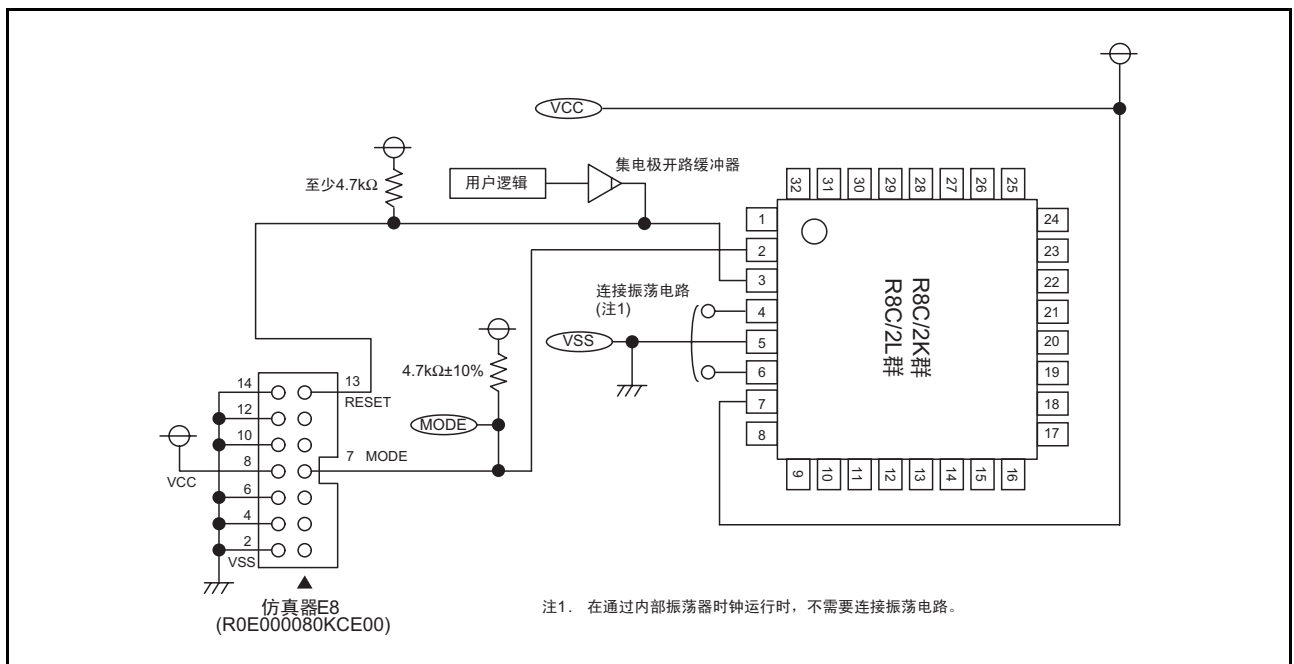 VCC
集电极开路缓冲器
用户逻辑
至少4.7kΩ
32 31 30 29 28 27 26 25
1
2
3
4
5
6
7
8
24
23
22
21
20
19
18
17
9 10 11 12 13 14 15 16
R8C/2K群
R8C/2L群
连接振荡电路
(注1)
VSS
4.7kΩ±10%
MODE
14
12
10
8
6
4
2
13
RESET
7 MODE
VCC
VSS
仿真器E8
(R0E000080KCE00)
注1. 在通过内部振荡器时钟运行时，不需要连接振荡电路。